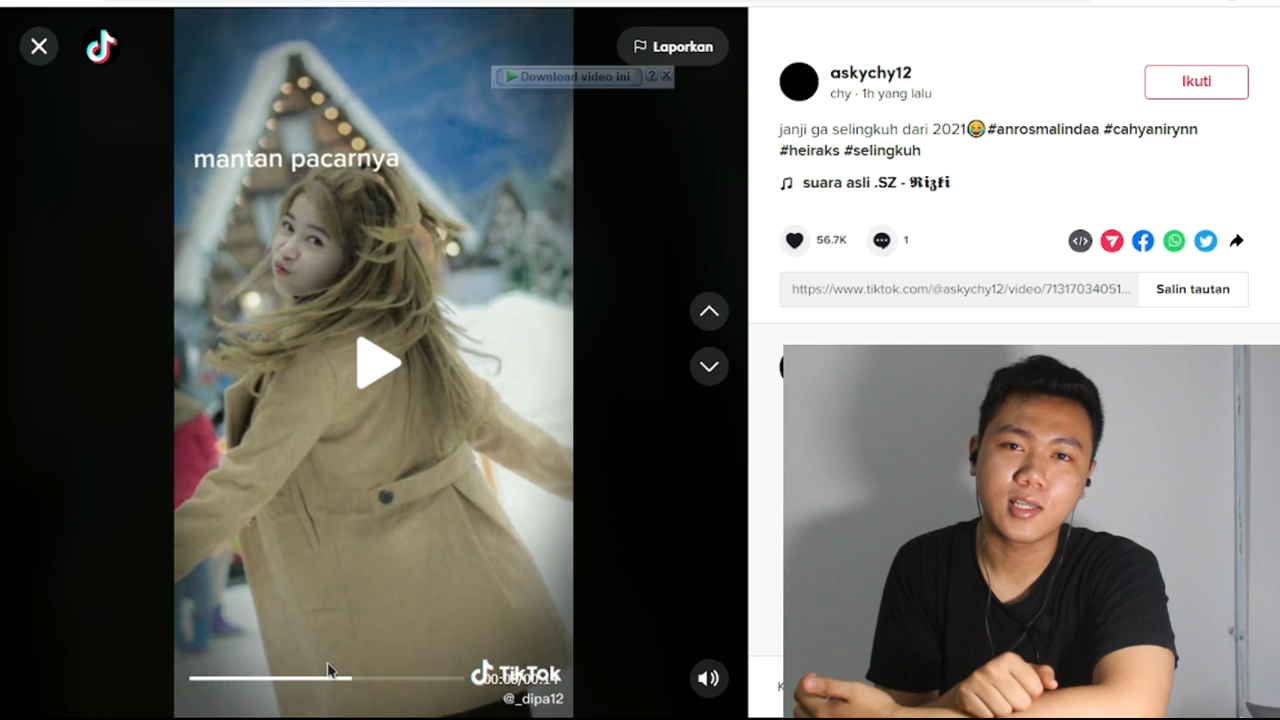 Laporkan
Download video ini
mantan pacarnya
TikTok
@_dipa12
askychy12
chy · 1h yang lalu
Ikuti
janji ga selingkuh dari 2021😂#anrosmalindaa #cahyanirynn
#heiraks #selingkuh
suara asli .SZ - 𝕽𝖎𝖟𝖐𝖎
56.7K
1
https://www.tiktok.com/@askychy12/video/71317034051...
Salin tautan